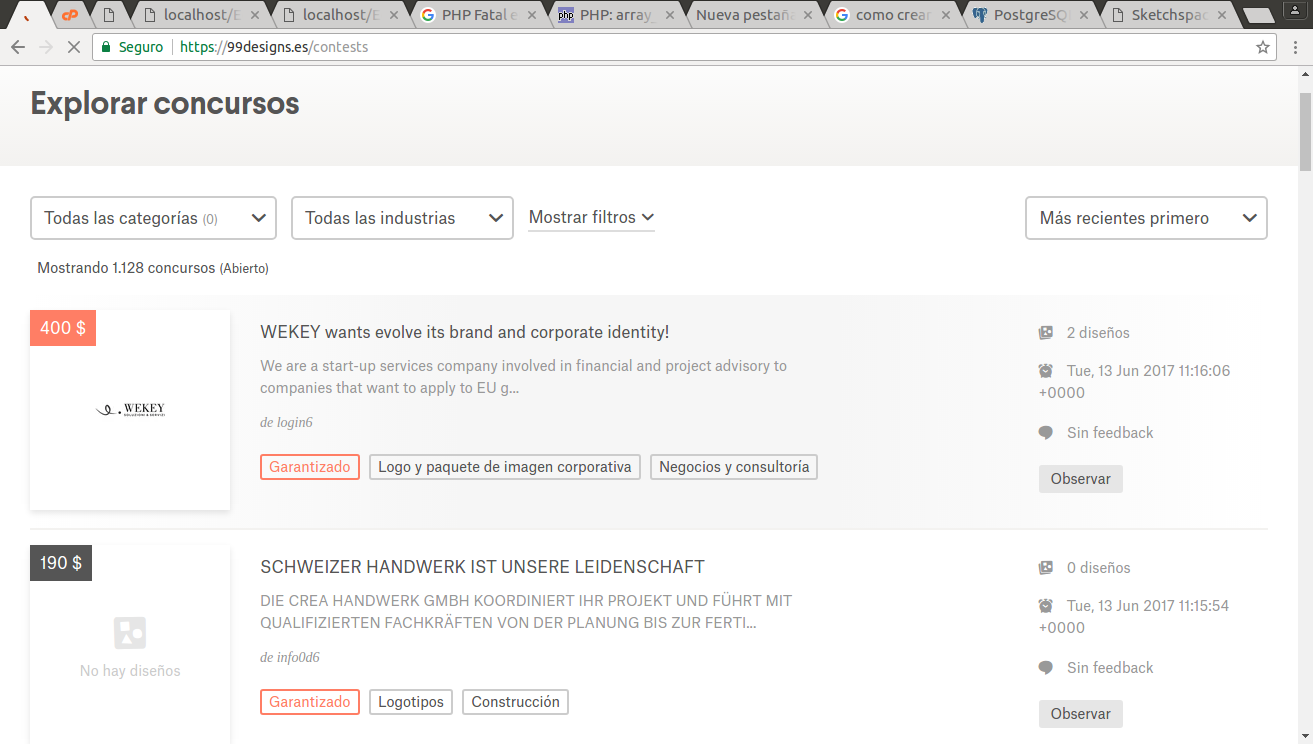 localhost/E
localhost/E
PHP Fatal e
php PHP: array_
Nueva pestaña
como crear
PostgreSQL
Sketchspac
Seguro https://99designs.es/contests
Explorar concursos
Todas las categorías (0)
Todas las industrias
Mostrar filtros
Más recientes primero
Mostrando 1.128 concursos (Abierto)
400 $
WEKEY
WEKEY wants evolve its brand and corporate identity!
We are a start-up services company involved in financial and project advisory to
companies that want to apply to EU g...
de login6
Garantizado
Logo y paquete de imagen corporativa
Negocios y consultoría
2 diseños
Tue, 13 Jun 2017 11:16:06
+0000
Sin feedback
Observar
190 $
No hay diseños
SCHWEIZER HANDWERK IST UNSERE LEIDENSCHAFT
DIE CREA HANDWERK GMBH KOORDINIERT IHR PROJEKT UND FÜHRT MIT
QUALIFIZIERTEN FACHKRÄFTEN VON DER PLANUNG BIS ZUR FERTI...
de info0d6
Garantizado
Logotipos
Construcción
0 diseños
Tue, 13 Jun 2017 11:15:54
+0000
Sin feedback
Observar